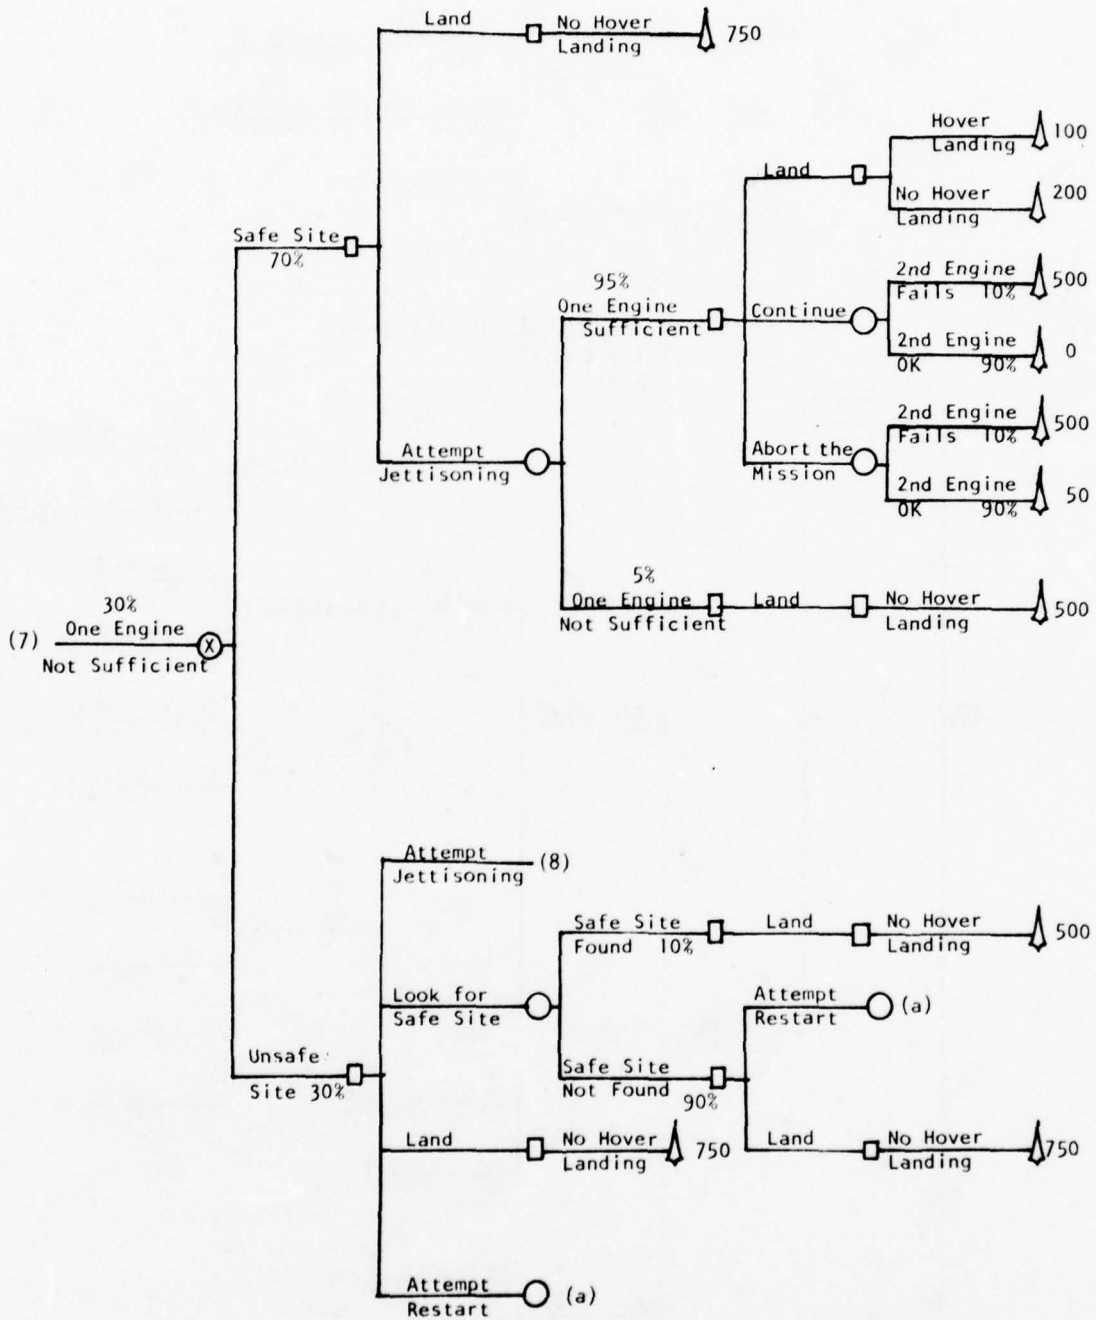 Land
No Hover
Landing
750
Hover
Landing
100
Land
No Hover
Landing
200
Safe Site
70%
95%
One Engine
Sufficient
Continue
2nd Engine
Fails 10%
500
2nd Engine
OK 90%
0
Attempt
Jettisoning
Abort the
Mission
2nd Engine
Fails 10%
500
2nd Engine
OK 90%
50
5%
One Engine
Not Sufficient
Land
No Hover
Landing
500
(7)
30%
One Engine
Not Sufficient
X
Attempt
Jettisoning
(8)
Safe Site
Found 10%
Land
No Hover
Landing
500
Look for
Safe Site
Attempt
Restart
(a)
Unsafe
Site 30%
Safe Site
Not Found
90%
Land
No Hover
Landing
750
Land
No Hover
Landing
750
Attempt
Restart
(a)